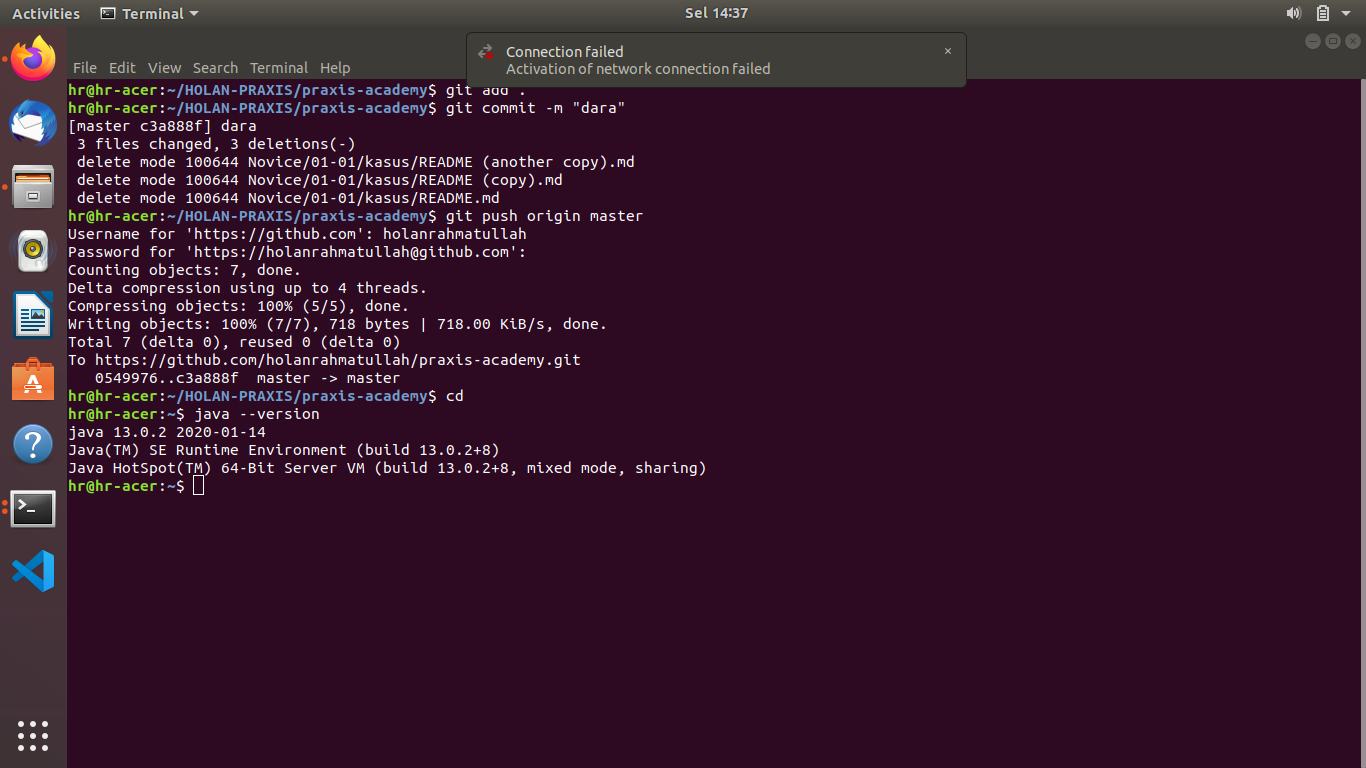 Activities Terminal Sel 14:37
Connection failed
Activation of network connection failed
File Edit View Search Terminal Help
hr@hr-acer:~/HOLAN-PRAXIS/praxis-academy$ git add .
hr@hr-acer:~/HOLAN-PRAXIS/praxis-academy$ git commit -m "dara"
[master c3a888f] dara
 3 files changed, 3 deletions(-)
 delete mode 100644 Novice/01-01/kasus/README (another copy).md
 delete mode 100644 Novice/01-01/kasus/README (copy).md
 delete mode 100644 Novice/01-01/kasus/README.md
hr@hr-acer:~/HOLAN-PRAXIS/praxis-academy$ git push origin master
Username for 'https://github.com': holanrahmatullah
Password for 'https://holanrahmatullah@github.com':
Counting objects: 7, done.
Delta compression using up to 4 threads.
Compressing objects: 100% (5/5), done.
Writing objects: 100% (7/7), 718 bytes | 718.00 KiB/s, done.
Total 7 (delta 0), reused 0 (delta 0)
To https://github.com/holanrahmatullah/praxis-academy.git
   0549976..c3a888f  master -> master
hr@hr-acer:~/HOLAN-PRAXIS/praxis-academy$ cd
hr@hr-acer:~$ java --version
java 13.0.2 2020-01-14
Java(TM) SE Runtime Environment (build 13.0.2+8)
Java HotSpot(TM) 64-Bit Server VM (build 13.0.2+8, mixed mode, sharing)
hr@hr-acer:~$